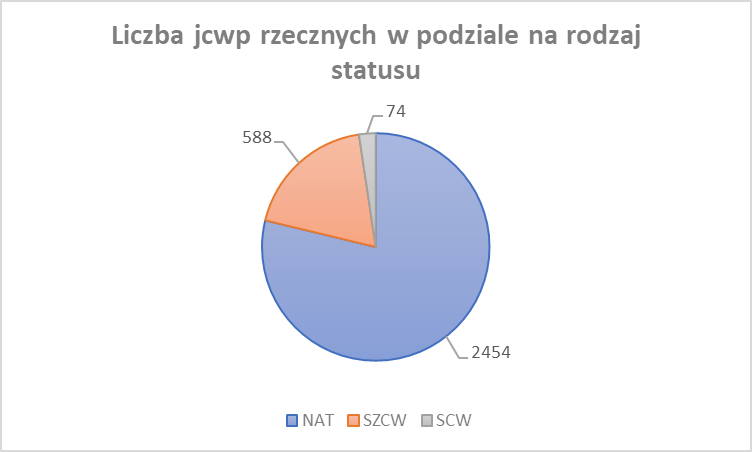 Liczba jcwp rzecznych w podziale na rodzaj
statusu
74
588
2454
NAT SZCW SCW